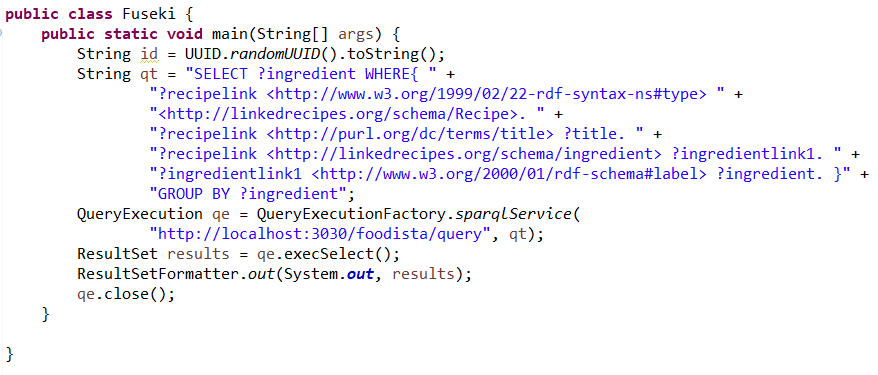 public class Fuseki {
    public static void main(String[] args) {
        String id = UUID.randomUUID().toString();
        String qt = "SELECT ?ingredient WHERE{ " +
                "?recipelink <http://www.w3.org/1999/02/22-rdf-syntax-ns#type> " +
                "<http://linkedrecipes.org/schema/Recipe>. " +
                "?recipelink <http://purl.org/dc/terms/title> ?title. " +
                "?recipelink <http://linkedrecipes.org/schema/ingredient> ?ingredientlink1. " +
                "?ingredientlink1 <http://www.w3.org/2000/01/rdf-schema#label> ?ingredient. }" +
                "GROUP BY ?ingredient";
        QueryExecution qe = QueryExecutionFactory.sparqlService(
                "http://localhost:3030/foodista/query", qt);
        ResultSet results = qe.execSelect();
        ResultSetFormatter.out(System.out, results);
        qe.close();
    }

}